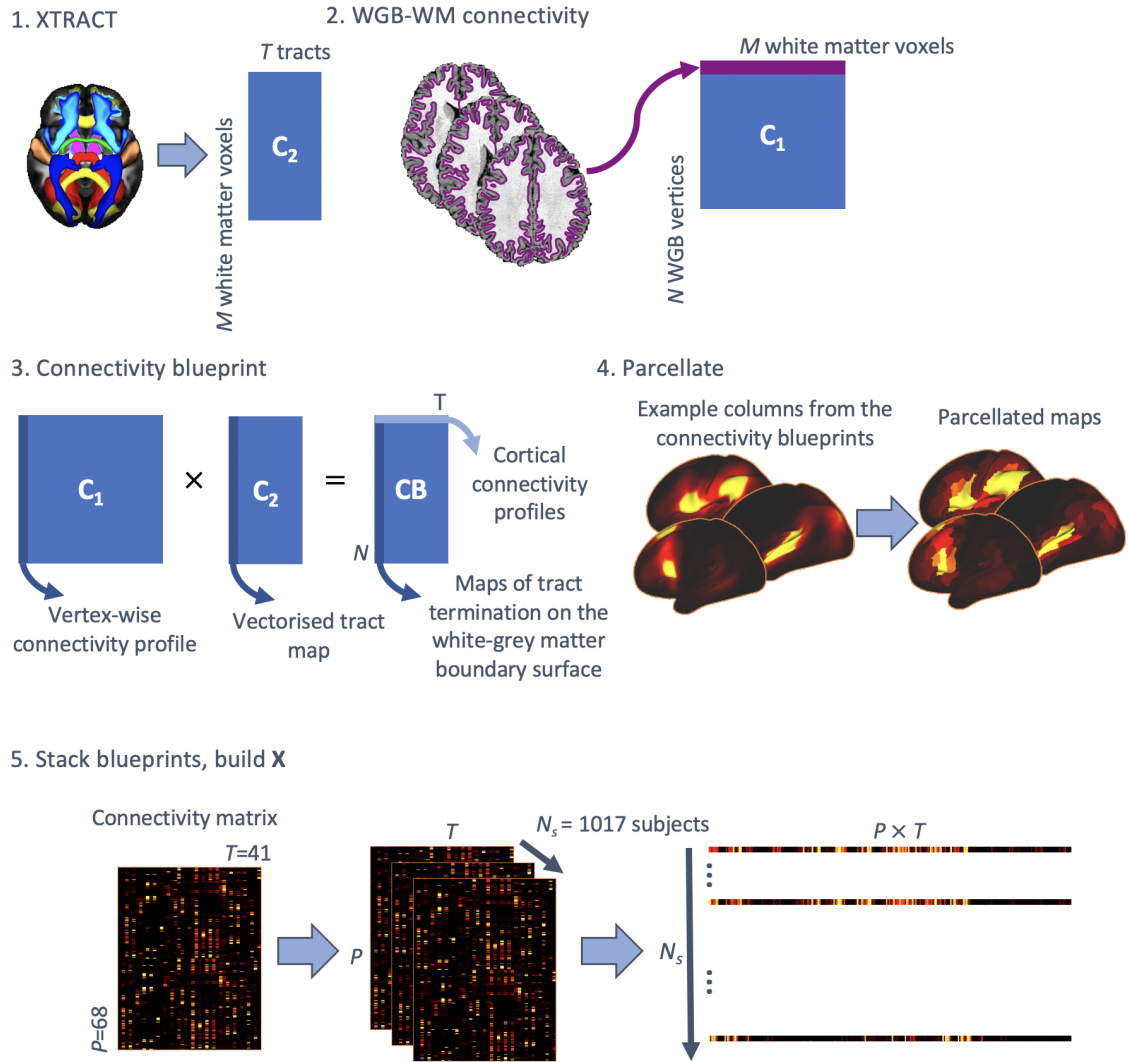 1. XTRACT
T tracts
M white matter voxels
C2
2. WGB-WM connectivity
M white matter voxels
N WGB vertices
C1
3. Connectivity blueprint
C1
×
C2
=
T
CB
N
Cortical
connectivity
profiles
Vertex-wise
connectivity profile
Vectorised tract
map
Maps of tract
termination on the
white-grey matter
boundary surface
4. Parcellate
Example columns from the
connectivity blueprints
Parcellated maps
5. Stack blueprints, build X
Connectivity matrix
T=41
P=68
T
P
Ns = 1017 subjects
Ns
P × T